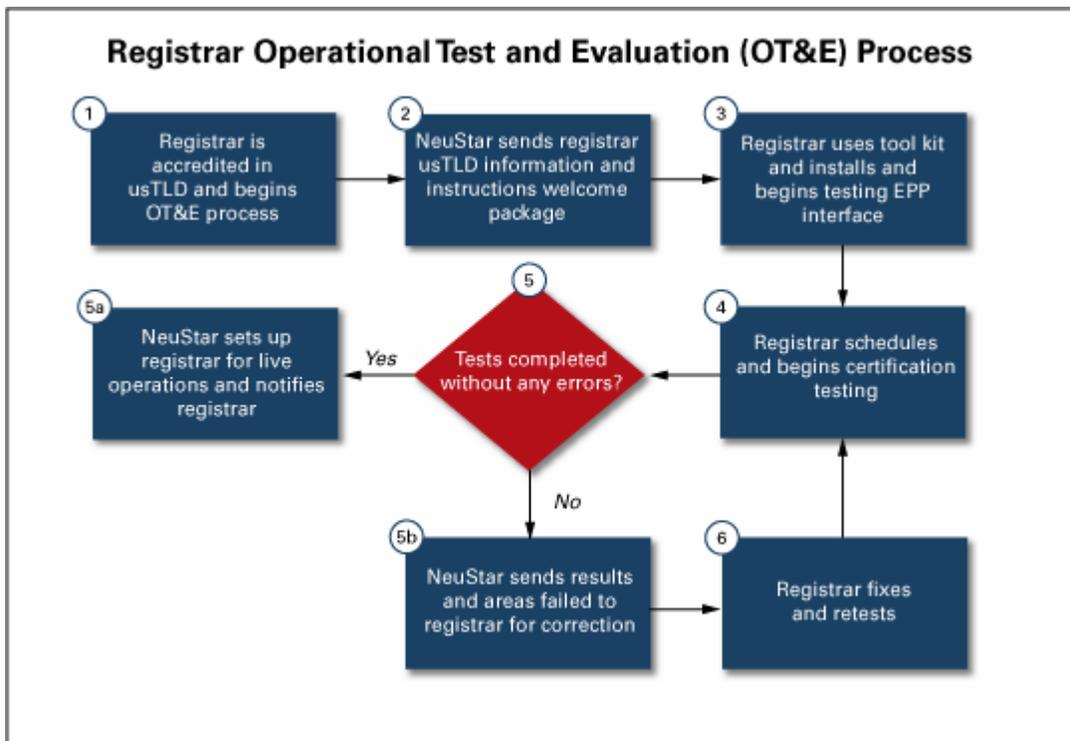 Registrar Operational Test and Evaluation (OT&E) Process
1
Registrar is
accredited in
usTLD and begins
OT&E process
2
NeuStar sends registrar
usTLD information and
instructions welcome
package
3
Registrar uses tool kit
and installs and
begins testing EPP
interface
4
Registrar schedules
and begins certification
testing
5
Tests completed
without any errors?
Yes
5a
NeuStar sets up
registrar for live
operations and notifies
registrar
No
5b
NeuStar sends results
and areas failed to
registrar for correction
6
Registrar fixes
and retests